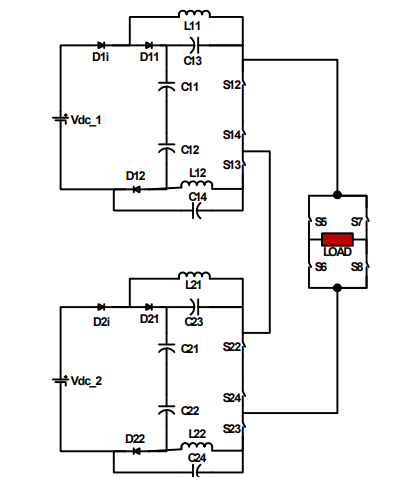 L11
D1i D11 C13
C11
S12
Vdc_1
S14
C12
S13
D12 L12
C14
S5 S7
LOAD
S6 S8
L21
D2i D21 C23
C21
S22
Vdc_2
S24
C22
S23
D22 L22
C24